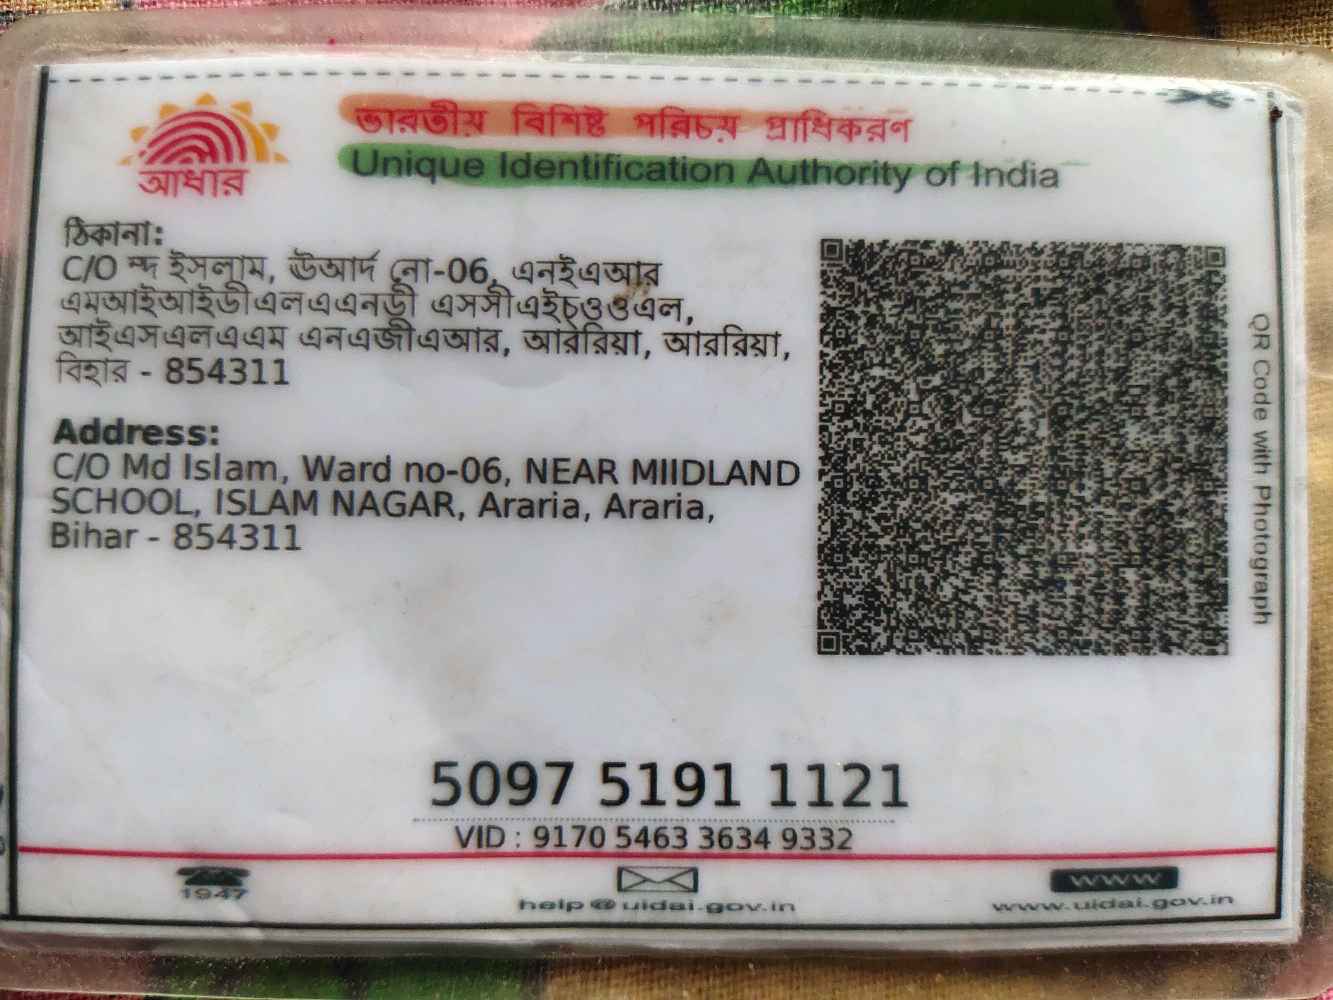 ভারতীয় বিশিষ্ট পরিচয় প্রাধিকরণ
Unique Identification Authority of India
আধার
ঠিকানা:
C/O ম্দ ইসলাম, ঊআর্দ নো-06, এনইএআর
এমআইআইডীএলএএনডী এসসীএইচ্ওওএল,
আইএসএলএএম এনএজীএআর, আররিয়া, আররিয়া,
বিহার - 854311
Address:
C/O Md Islam, Ward no-06, NEAR MIIDLAND
SCHOOL, ISLAM NAGAR, Araria, Araria,
Bihar - 854311
QR Code with Photograph
5097 5191 1121
VID : 9170 5463 3634 9332
1947
help@uidai.gov.in
www
www.uidai.gov.in